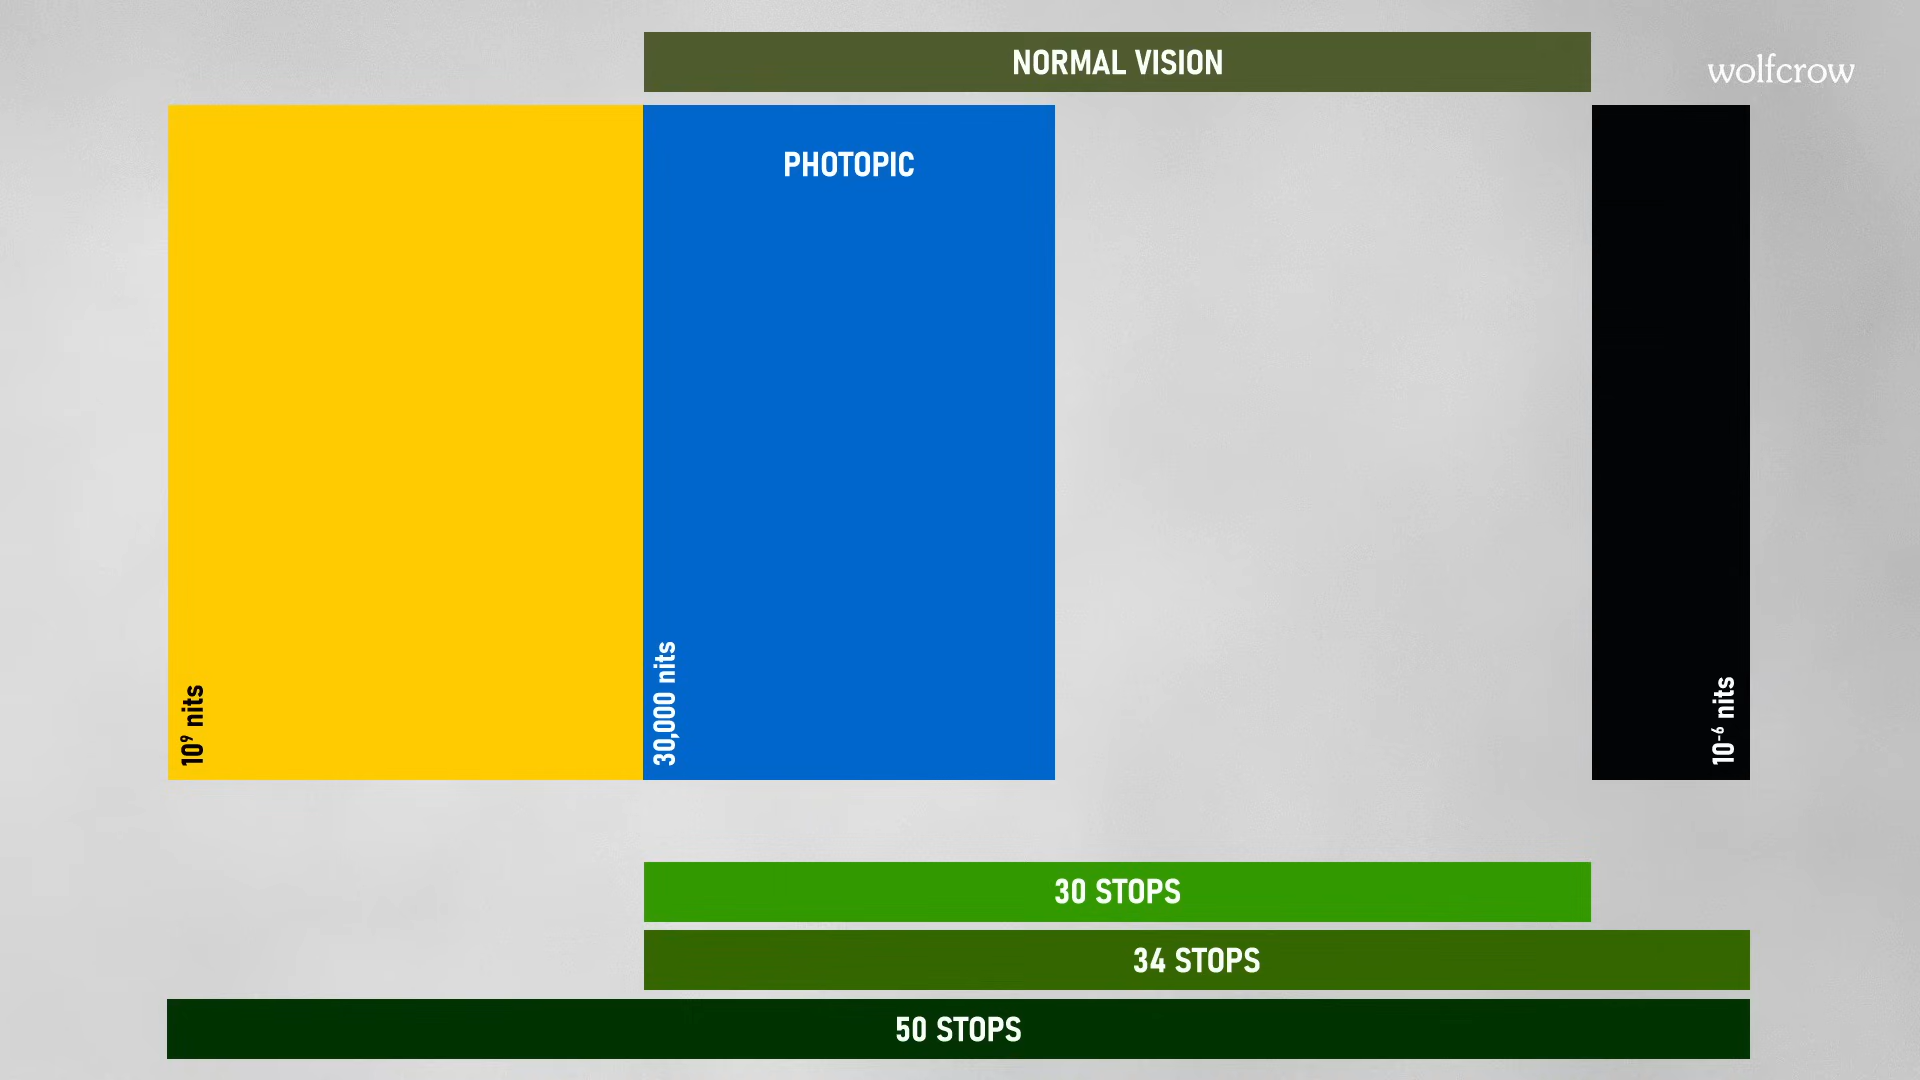 NORMAL VISION
wolfcrow
PHOTOPIC
10⁹ nits
30,000 nits
10⁻⁶ nits
30 STOPS
34 STOPS
50 STOPS